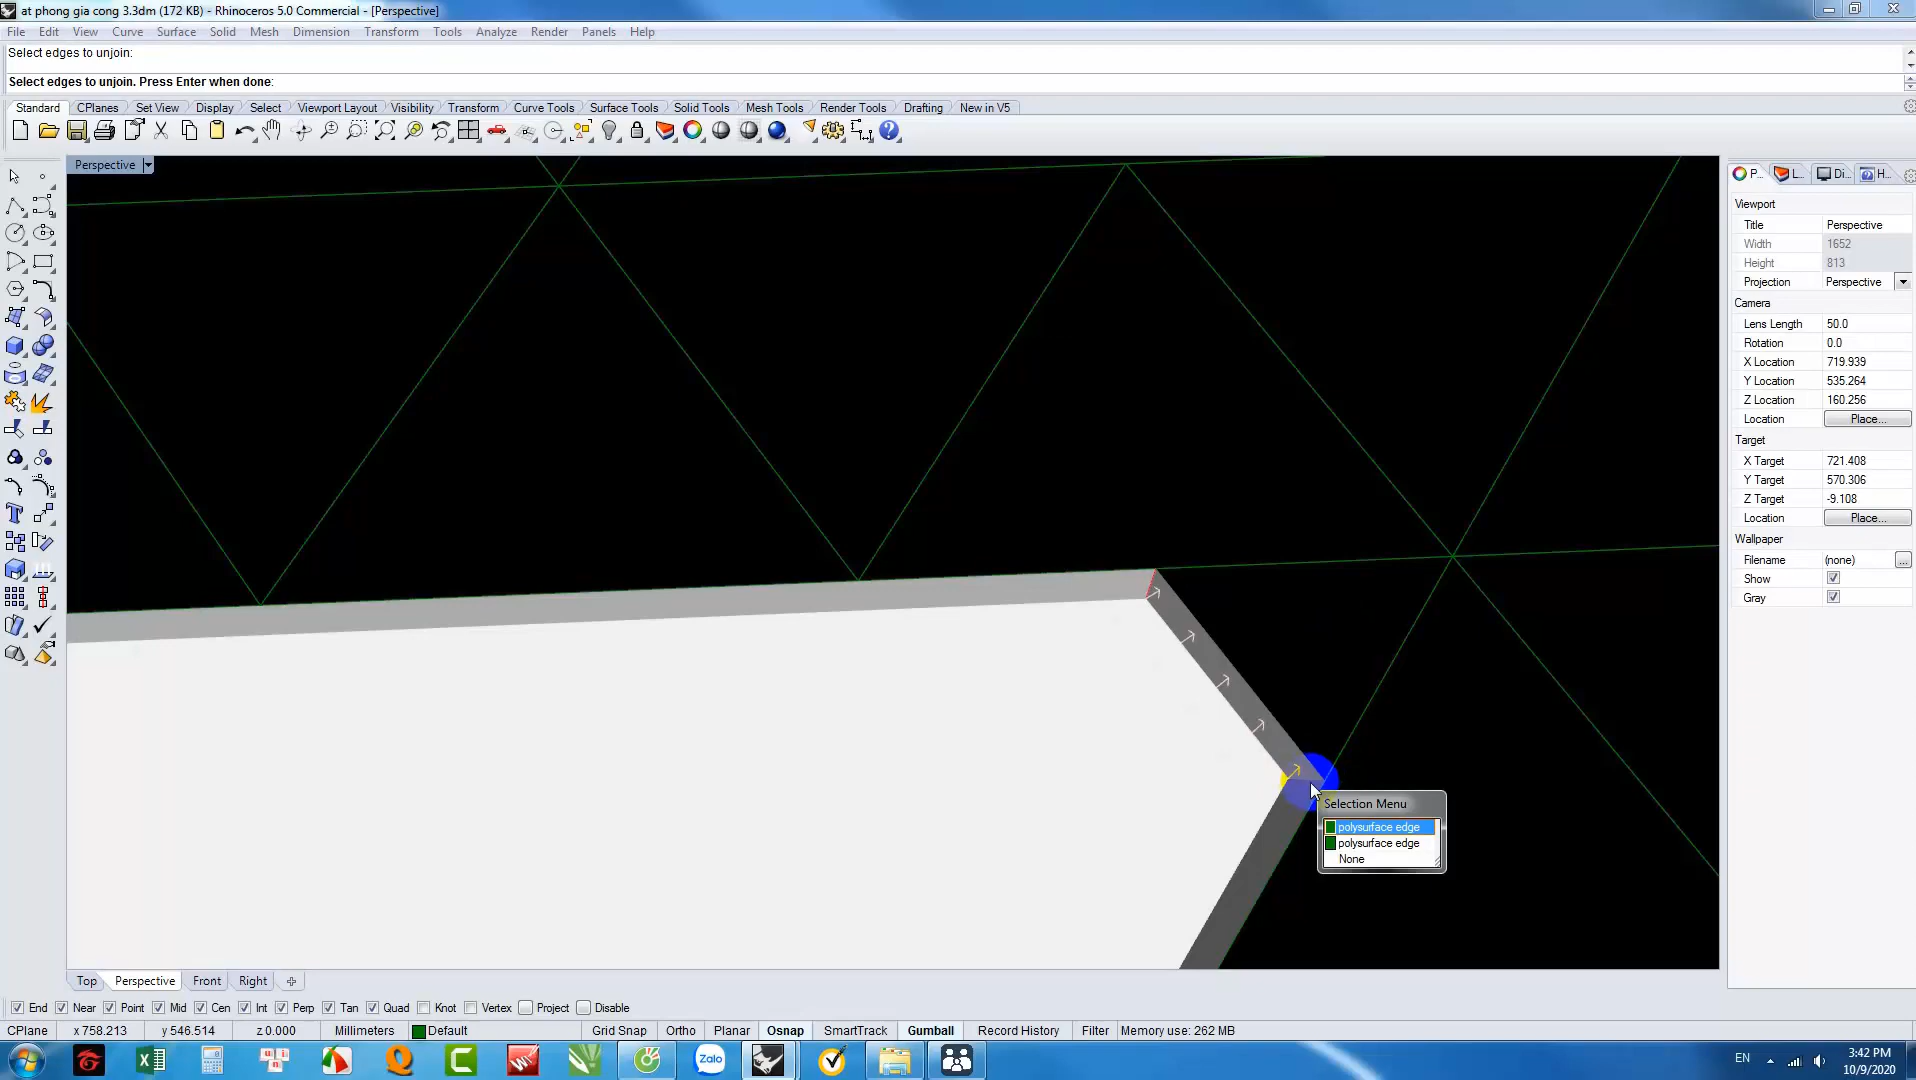 at phong gia cong 3.3dm (172 KB) - Rhinoceros 5.0 Commercial - [Perspective]
File Edit View Curve Surface Solid Mesh Dimension Transform Tools Analyze Render Panels Help
Select edges to unjoin:
Select edges to unjoin. Press Enter when done:
Standard CPlanes Set View Display Select Viewport Layout Visibility Transform Curve Tools Surface Tools Solid Tools Mesh Tools Render Tools Drafting New in V5
Perspective
P... L... Di... H...
Viewport
Title Perspective
Width 1652
Height 813
Projection Perspective
Camera
Lens Length 50.0
Rotation 0.0
X Location 719.939
Y Location 535.264
Z Location 160.256
Location Place...
Target
X Target 721.408
Y Target 570.306
Z Target -9.108
Location Place...
Wallpaper
Filename (none) ...
Show
Gray
Selection Menu
polysurface edge
polysurface edge
None
Top Perspective Front Right
End Near Point Mid Cen Int Perp Tan Quad Knot Vertex Project Disable
CPlane x 758.213 y 546.514 z 0.000 Millimeters Default Grid Snap Ortho Planar Osnap SmartTrack Gumball Record History Filter Memory use: 262 MB
Zalo
EN
3:42 PM
10/9/2020